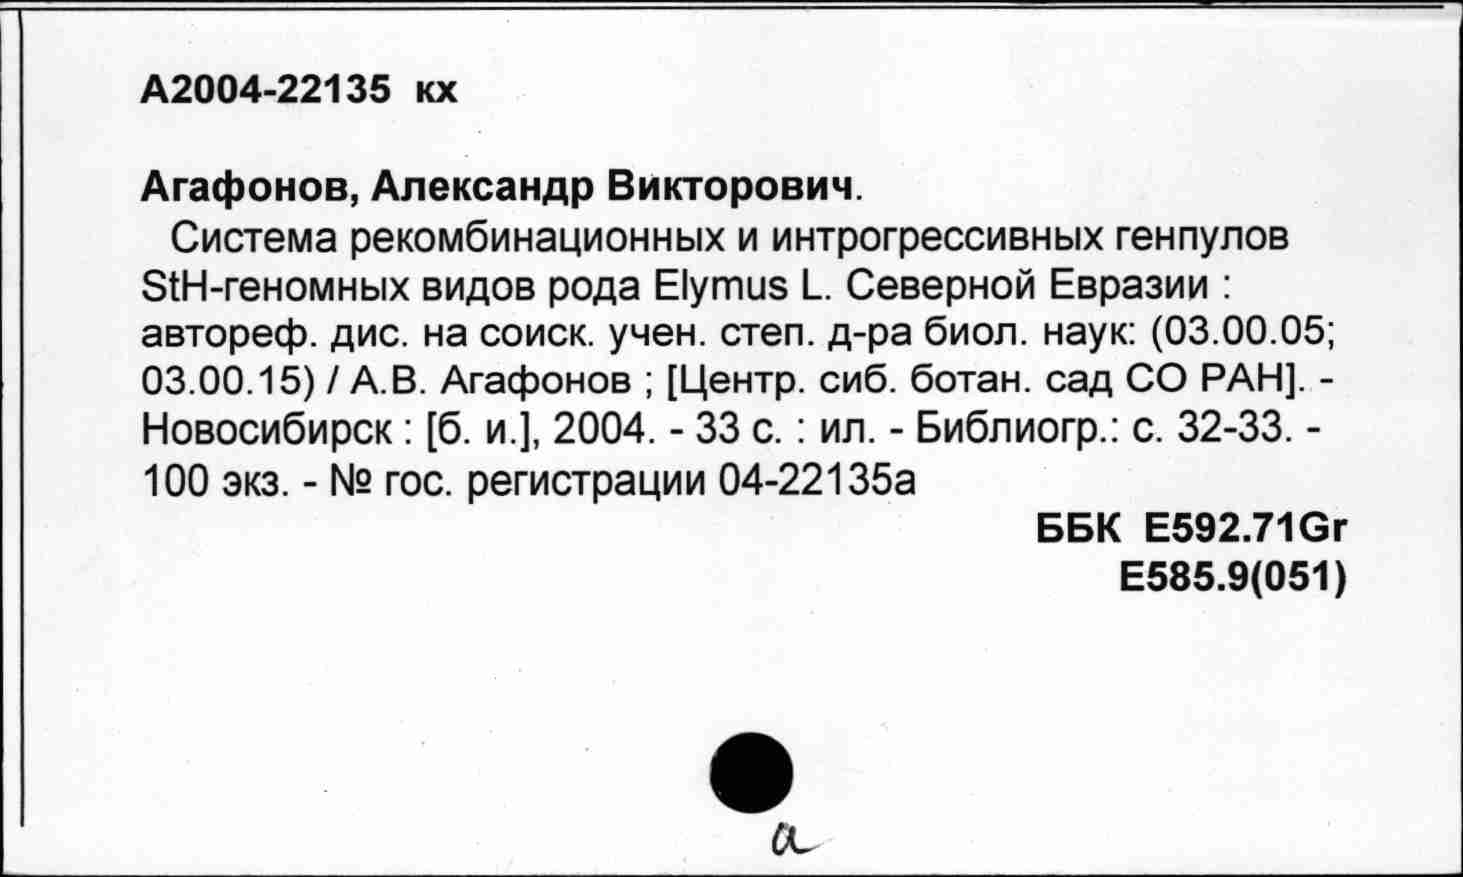 А2004-22135 кх
Агафонов, Александр Викторович.
Система рекомбинационных и интрогрессивных генпулов
StH-геномных видов рода Elymus L. Северной Евразии :
автореф. дис. на соиск. учен. степ. д-ра биол. наук: (03.00.05;
03.00.15) / А.В. Агафонов ; [Центр. сиб. ботан. сад СО РАН]. -
Новосибирск : [б. и.], 2004. - 33 с. : ил. - Библиогр.: с. 32-33. -
100 экз. - № гос. регистрации 04-22135а
ББК Е592.71Gr
Е585.9(051)
а